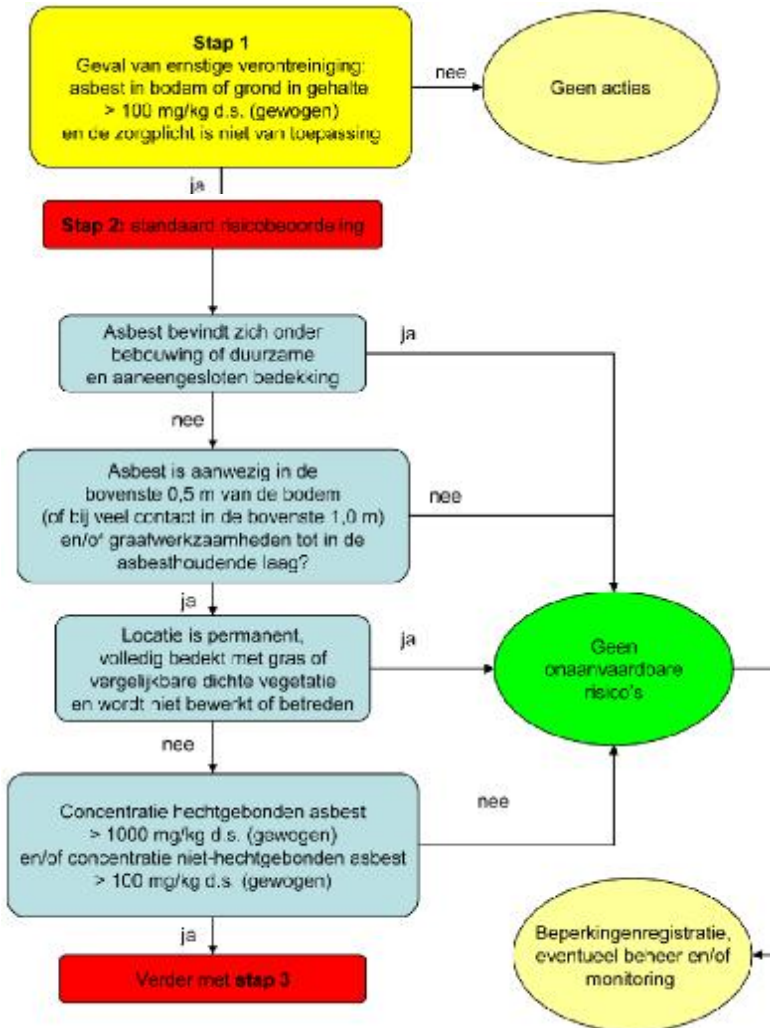 Stap 1
Geval van ernstige verontreiniging:
asbest in bodem of grond in gehalte
> 100 mg/kg d.s. (gewogen)
en de zorgplicht is niet van toepassing
nee
Geen acties
ja
Stap 2: standaard risicobeoordeling
Asbest bevindt zich onder
bebouwing of duurzame
en aaneengesloten bedekking
ja
nee
Asbest is aanwezig in de
bovenste 0,5 m van de bodem
(of bij veel contact in de bovenste 1,0 m)
en/of graafwerkzaamheden tot in de
asbesthoudende laag?
nee
ja
Locatie is permanent,
volledig bedekt met gras of
vergelijkbare dichte vegetatie
en wordt niet bewerkt of betreden
ja
Geen
onaanvaardbare
risico's
nee
Concentratie hechtgebonden asbest
> 1000 mg/kg d.s. (gewogen)
en/of concentratie niet-hechtgebonden asbest
> 100 mg/kg d.s. (gewogen)
nee
ja
Verder met stap 3
Beperkingenregistratie,
eventueel beheer en/of
monitoring